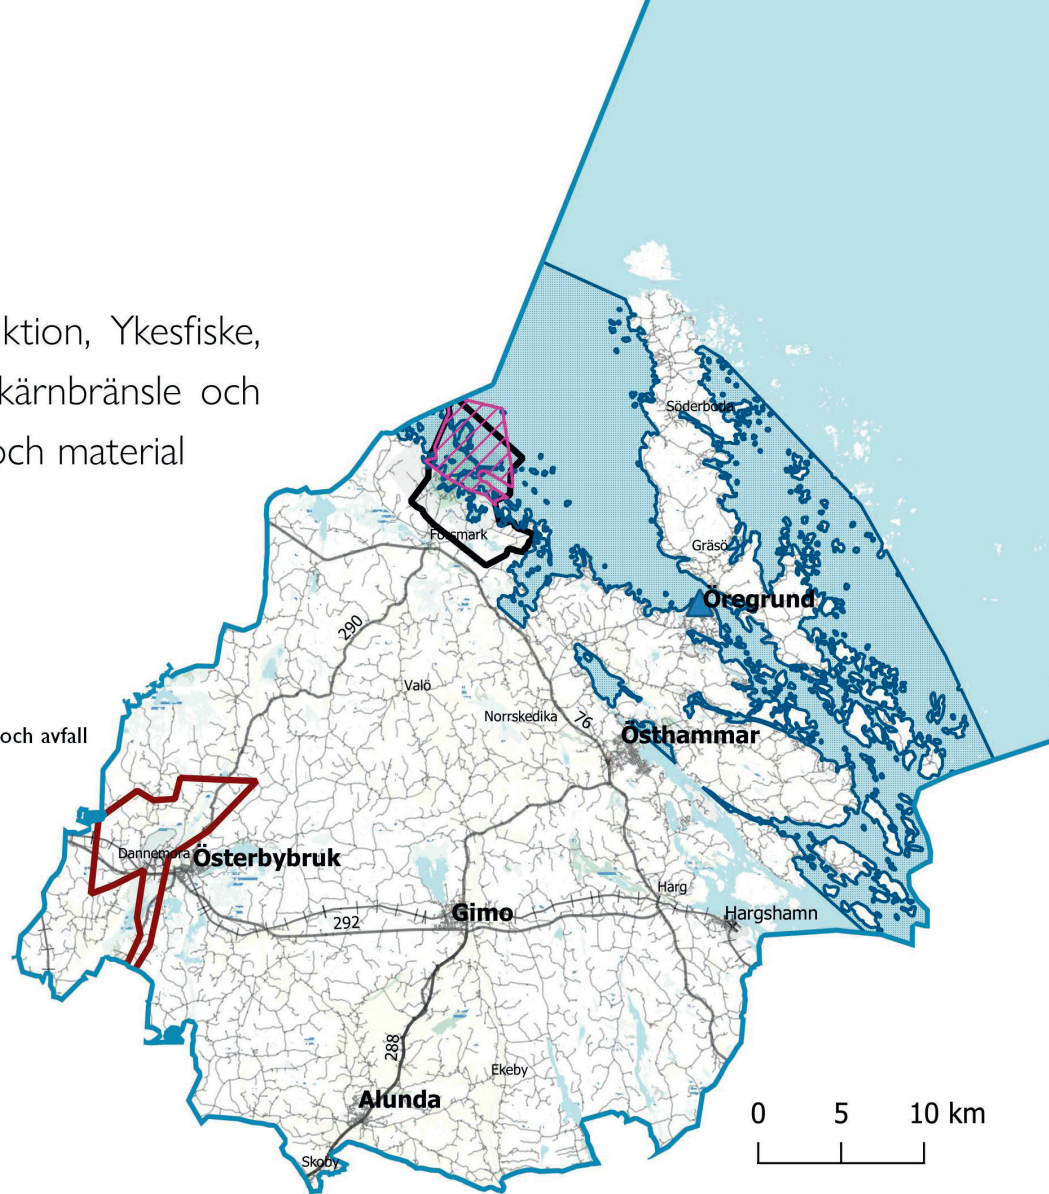 ktion, Ykesfiske,
kärnbränsle och
och material
Söderboda
Forsmark
Gräsö
Öregrund
290
Valö
Norrskedika
76
Östhammar
och avfall
Dannemora
Österbybruk
Harg
292
Gimo
Hargshamn
288
Ekeby
Alunda
0 5 10 km
Skoby